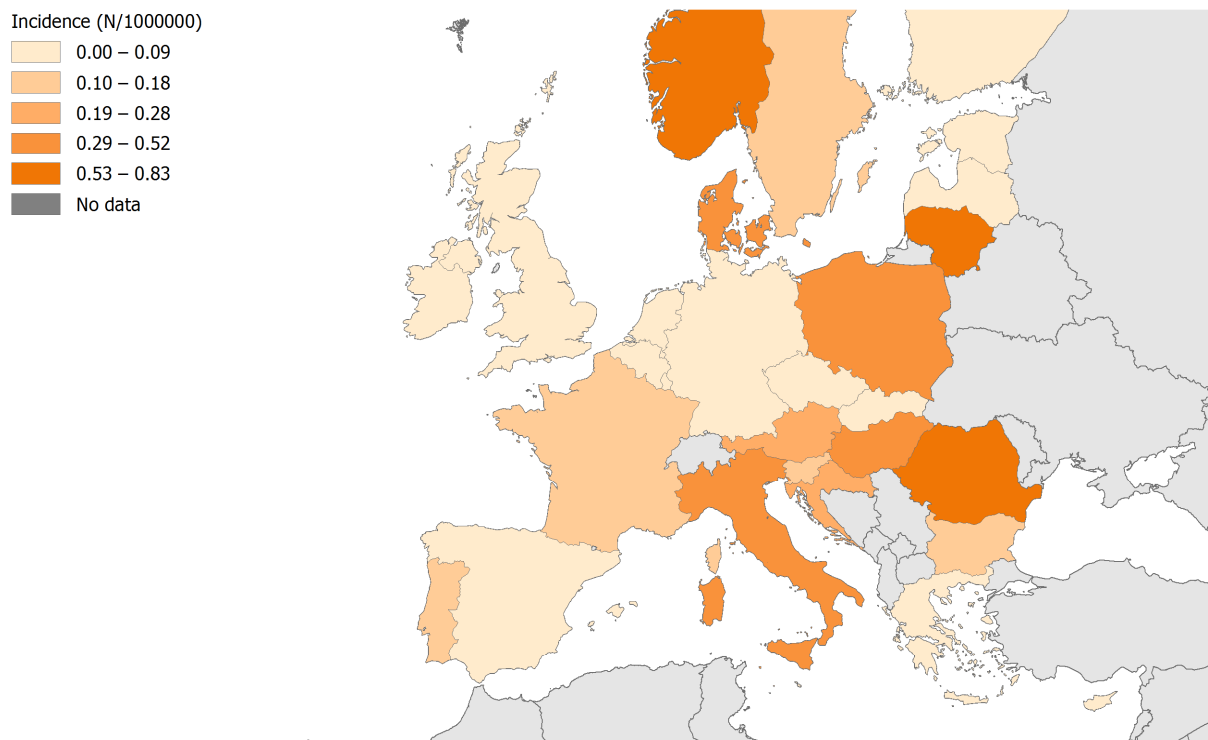 Incidence (N/1000000)
0.00 – 0.09
0.10 – 0.18
0.19 – 0.28
0.29 – 0.52
0.53 – 0.83
No data